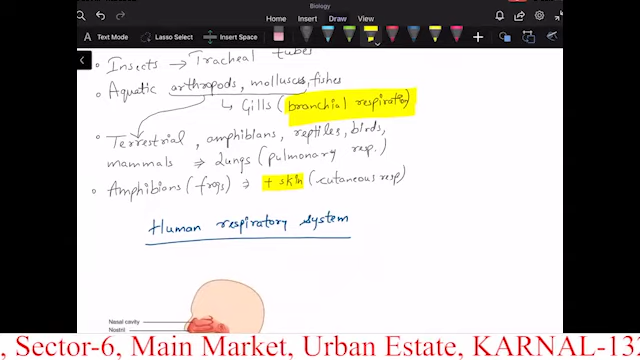 Biology
Home Insert Draw View
Text Mode Lasso Select Insert Space
• Insects → Tracheal tubes
• Aquatic arthropods, molluscs, fishes
↳ Gills (branchial respiration)
• Terrestrial, amphibians, reptiles, birds,
mammals ⇒ Lungs (pulmonary resp.)
• Amphibians (frogs) ⇒ + skin (cutaneous resp)
Human respiratory system
Nasal cavity
Nostril
, Sector-6, Main Market, Urban Estate, KARNAL-13